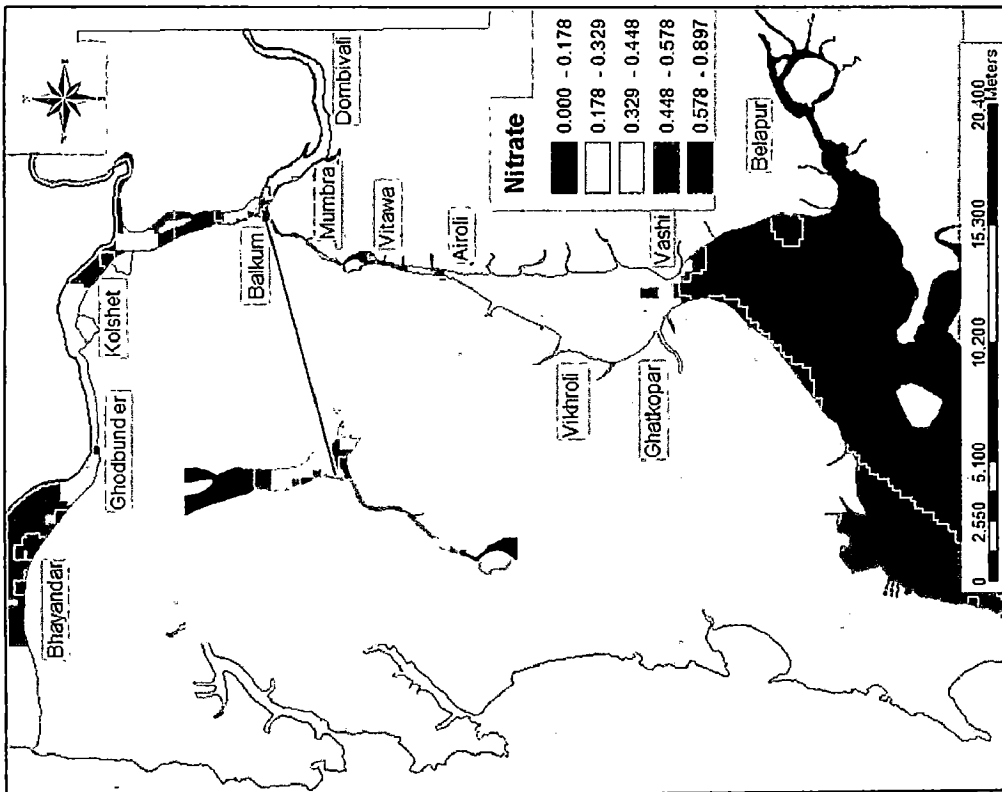 Bhayandar
Ghodbunder
Kolshet
Balkum
Dombivali
Mumbra
Vitawa
Airoli
Vikhroli
Ghatkopar
Vashi
Belapur
Nitrate
0.000 - 0.178
0.178 - 0.329
0.329 - 0.448
0.448 - 0.578
0.578 - 0.897
0 2,550 5,100 10,200 15,300 20,400
Meters